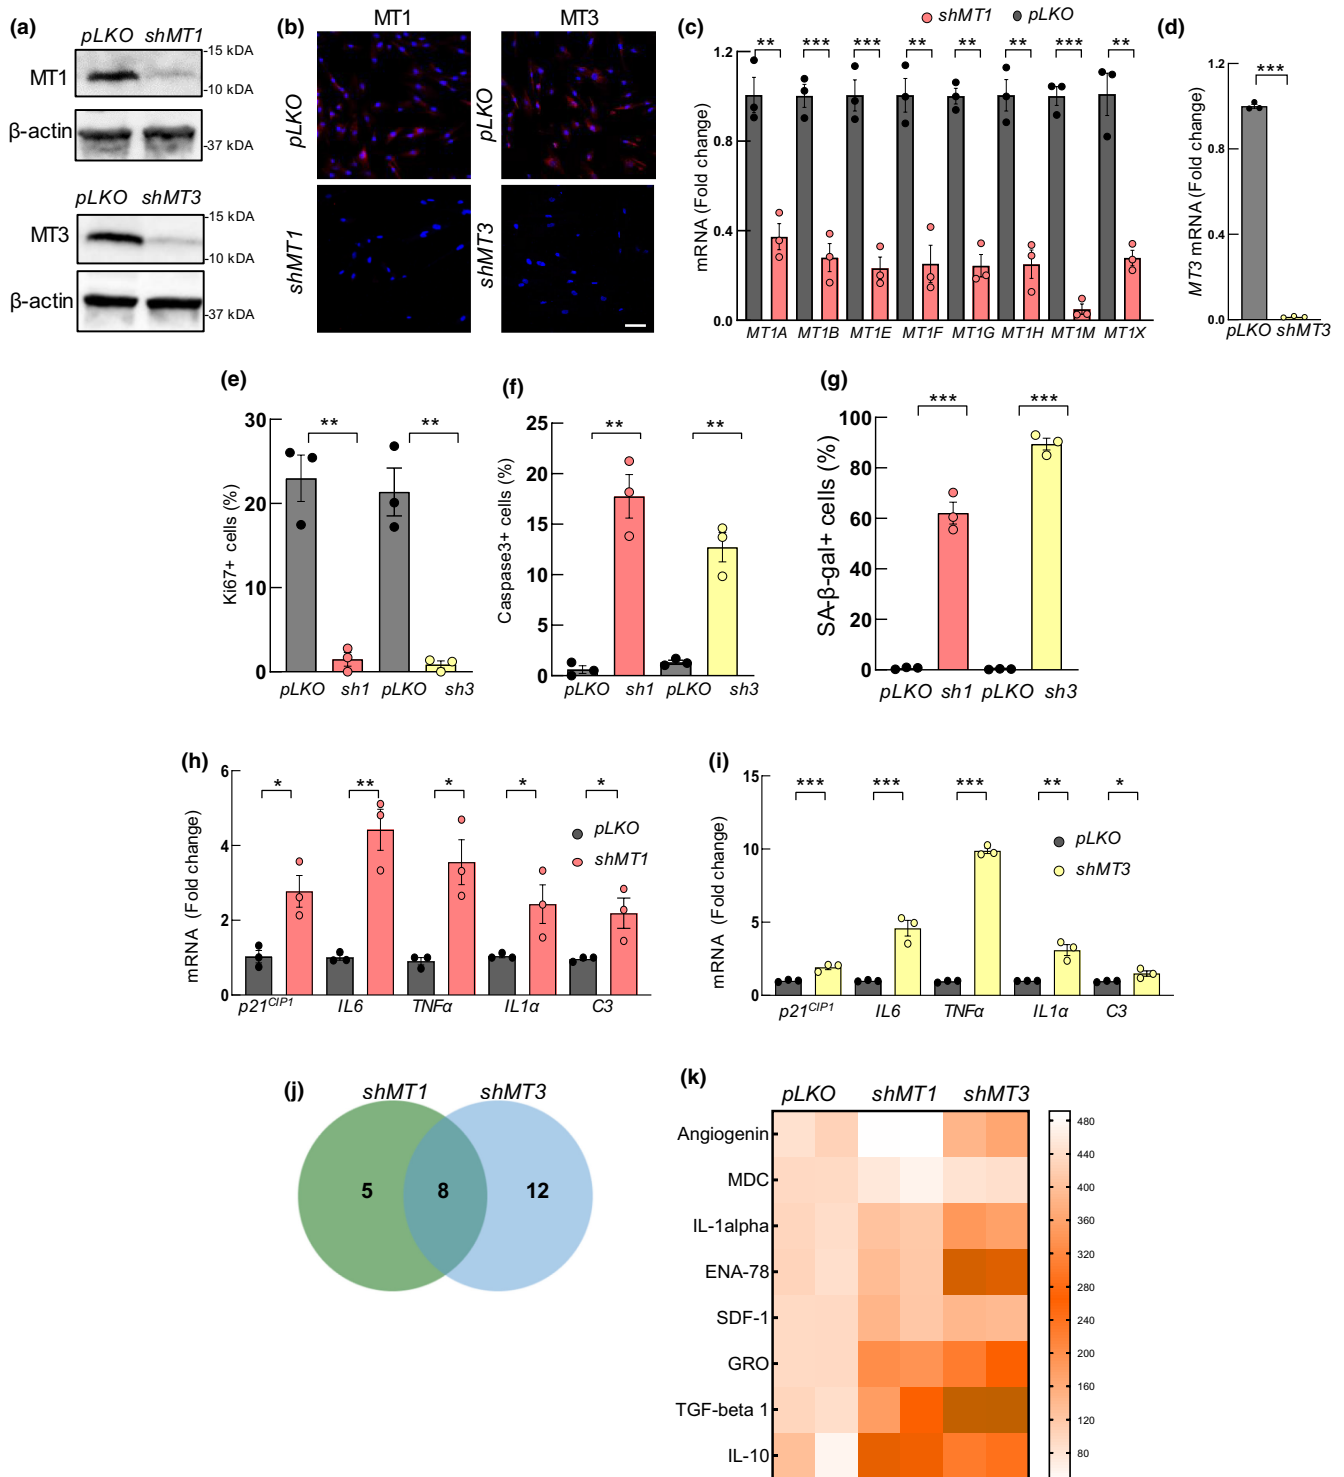 (a)
pLKO shMT1
-15 kDA
MT1
-10 kDA
β-actin
-37 kDA
pLKO shMT3
-15 kDA
MT3
-10 kDA
β-actin
-37 kDA
(b)
MT1 MT3
pLKO pLKO
shMT1 shMT3
(c)
shMT1 pLKO
** *** *** ** ** ** *** **
mRNA (Fold change)
1.2
0.8
0.4
0.0
MT1A MT1B MT1E MT1F MT1G MT1H MT1M MT1X
(d)
***
MT3 mRNA (Fold change)
1.2
0.8
0.4
0.0
pLKO shMT3
(e)
** **
Ki67+ cells (%)
30
20
10
0
pLKO sh1 pLKO sh3
(f)
** **
Caspase3+ cells (%)
25
20
15
10
5
0
pLKO sh1 pLKO sh3
(g)
*** ***
SA-β-gal+ cells (%)
100
80
60
40
20
0
pLKO sh1 pLKO sh3
(h)
* ** * * *
mRNA (Fold change)
6
4
2
0
pLKO
shMT1
p21CIP1 IL6 TNFα IL1α C3
(i)
*** *** *** ** *
mRNA (Fold change)
15
10
5
0
pLKO
shMT3
p21CIP1 IL6 TNFα IL1α C3
(j)
shMT1 shMT3
5 8 12
(k)
pLKO shMT1 shMT3
Angiogenin
MDC
IL-1alpha
ENA-78
SDF-1
GRO
TGF-beta 1
IL-10
480
440
400
360
320
280
240
200
160
120
80